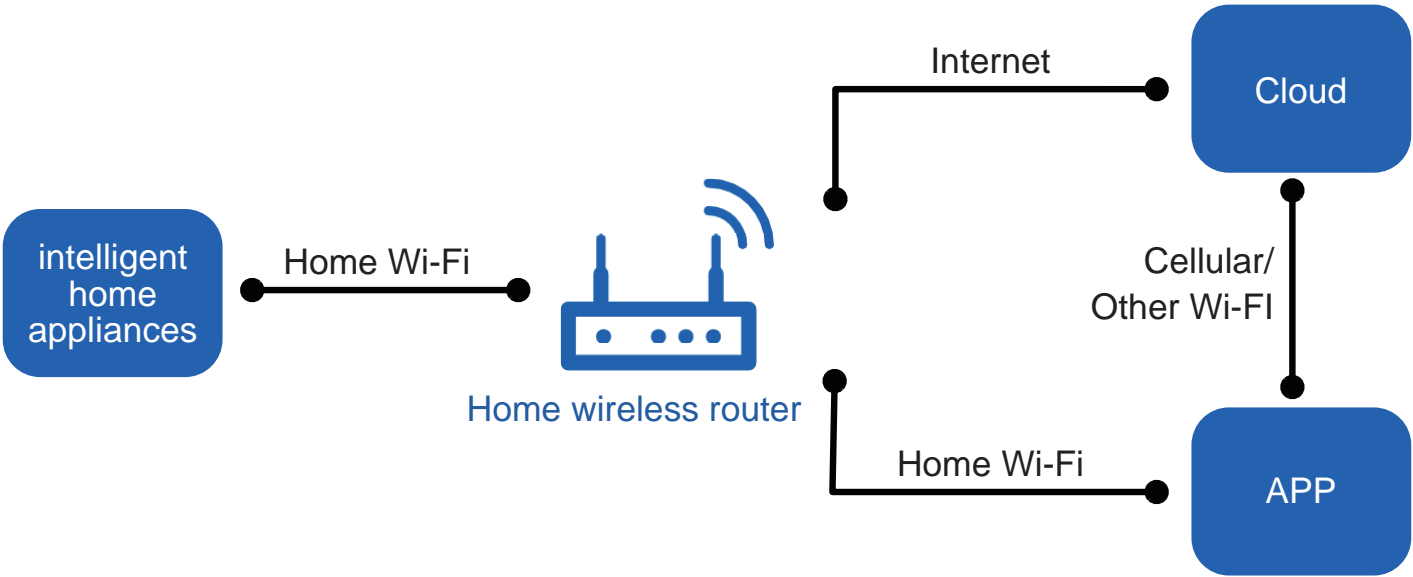 Internet
Cloud
intelligent
home
appliances
Home Wi-Fi
Cellular/
Other Wi-FI
Home wireless router
Home Wi-Fi
APP